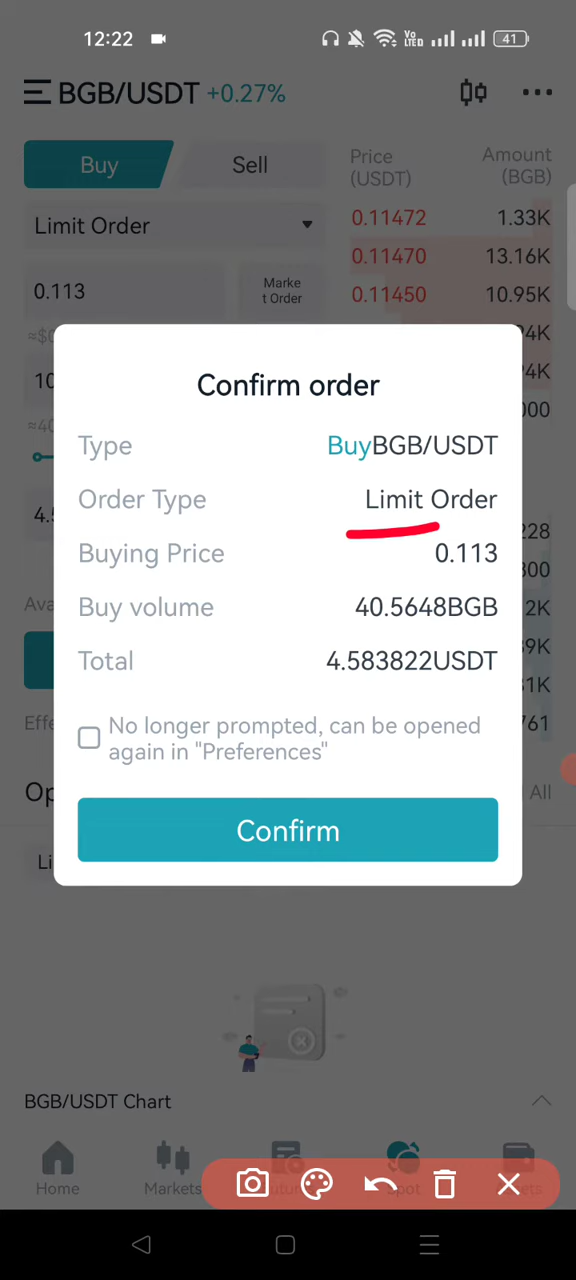 12:22
Vo
LTED
41
BGB/USDT +0.27%
Buy
Sell
Price
(USDT)
Amount
(BGB)
Limit Order
0.11472 1.33K
0.11470 13.16K
0.113
Marke
t Order
0.11450 10.95K
Confirm order
Type BuyBGB/USDT
Order Type Limit Order
Buying Price 0.113
Buy volume 40.5648BGB
Total 4.583822USDT
No longer prompted, can be opened
again in "Preferences"
All
Confirm
BGB/USDT Chart
Home
Markets